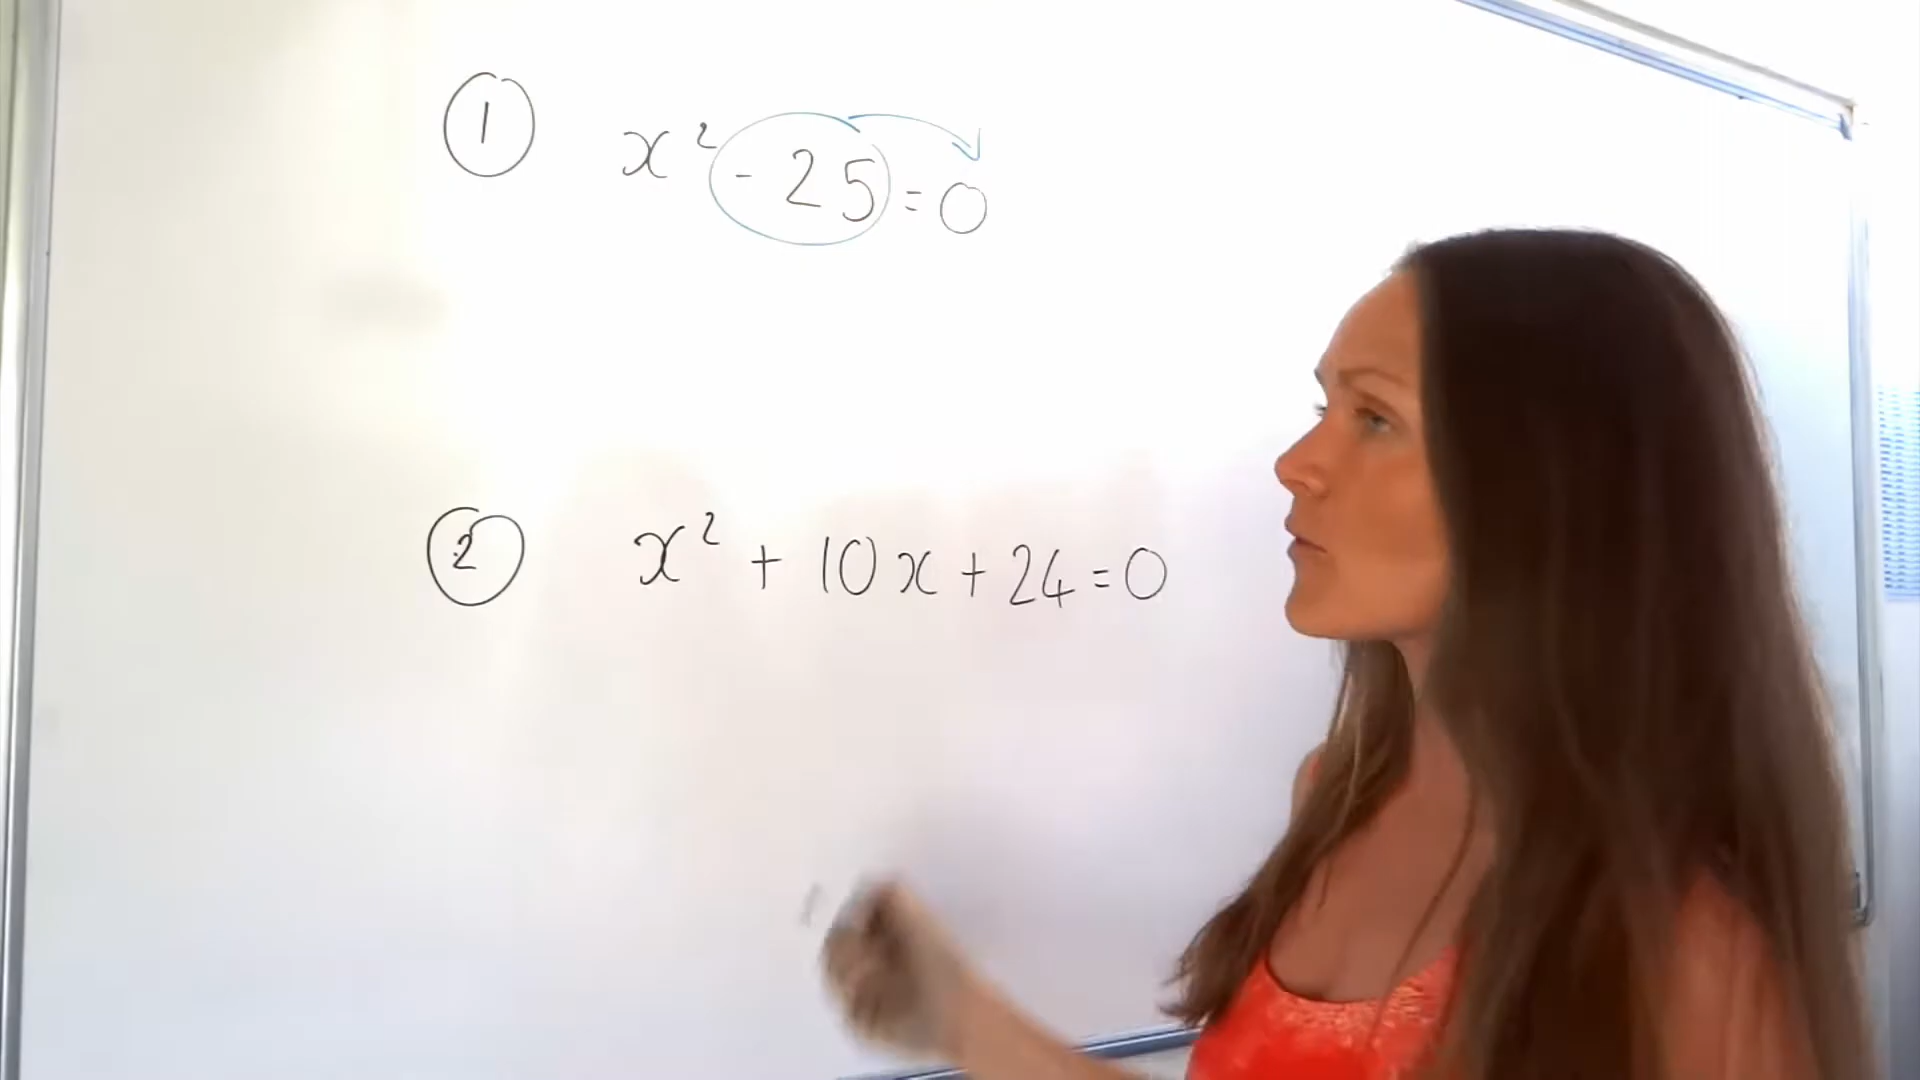 ① x² - 25 = 0
② x² + 10x + 24 = 0